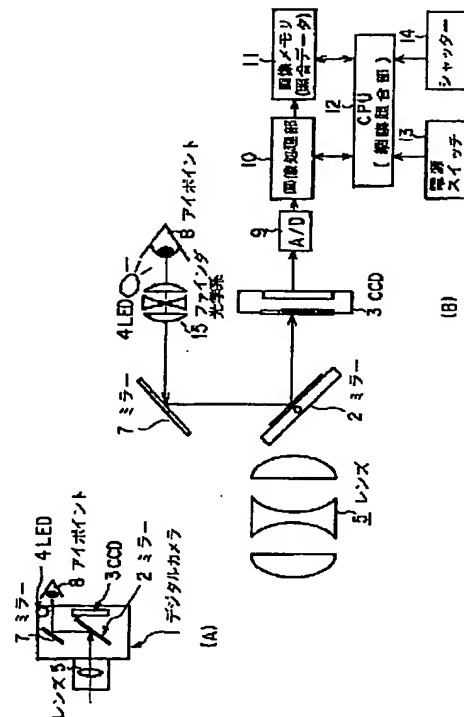 4 LED
8 アイポイント
7 ミラー
3 CCD
2 ミラー
レンズ 5
1 デジタルカメラ
(A)
4 LED
8 アイポイント
15 ファインダ
光学系
7 ミラー
2 ミラー
5 レンズ
3 CCD
9
A/D
10
画像処理部
11
画像メモリ
(照合データ)
12
CPU
(網膜照合部)
13
電源
スイッチ
14
シャッター
(B)